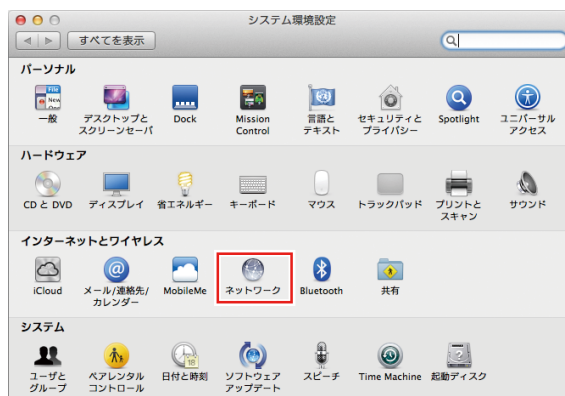 システム環境設定
すべてを表示
パーソナル
File
New
一般
デスクトップと
スクリーンセーバ
Dock
Mission
Control
言語と
テキスト
セキュリティと
プライバシー
Spotlight
ユニバーサル
アクセス
ハードウェア
CD と DVD
ディスプレイ
省エネルギー
キーボード
マウス
トラックパッド
プリントと
スキャン
サウンド
インターネットとワイヤレス
iCloud
メール/連絡先/
カレンダー
MobileMe
ネットワーク
Bluetooth
共有
システム
ユーザと
グループ
ペアレンタル
コントロール
18
日付と時刻
ソフトウェア
アップデート
スピーチ
Time Machine
起動ディスク